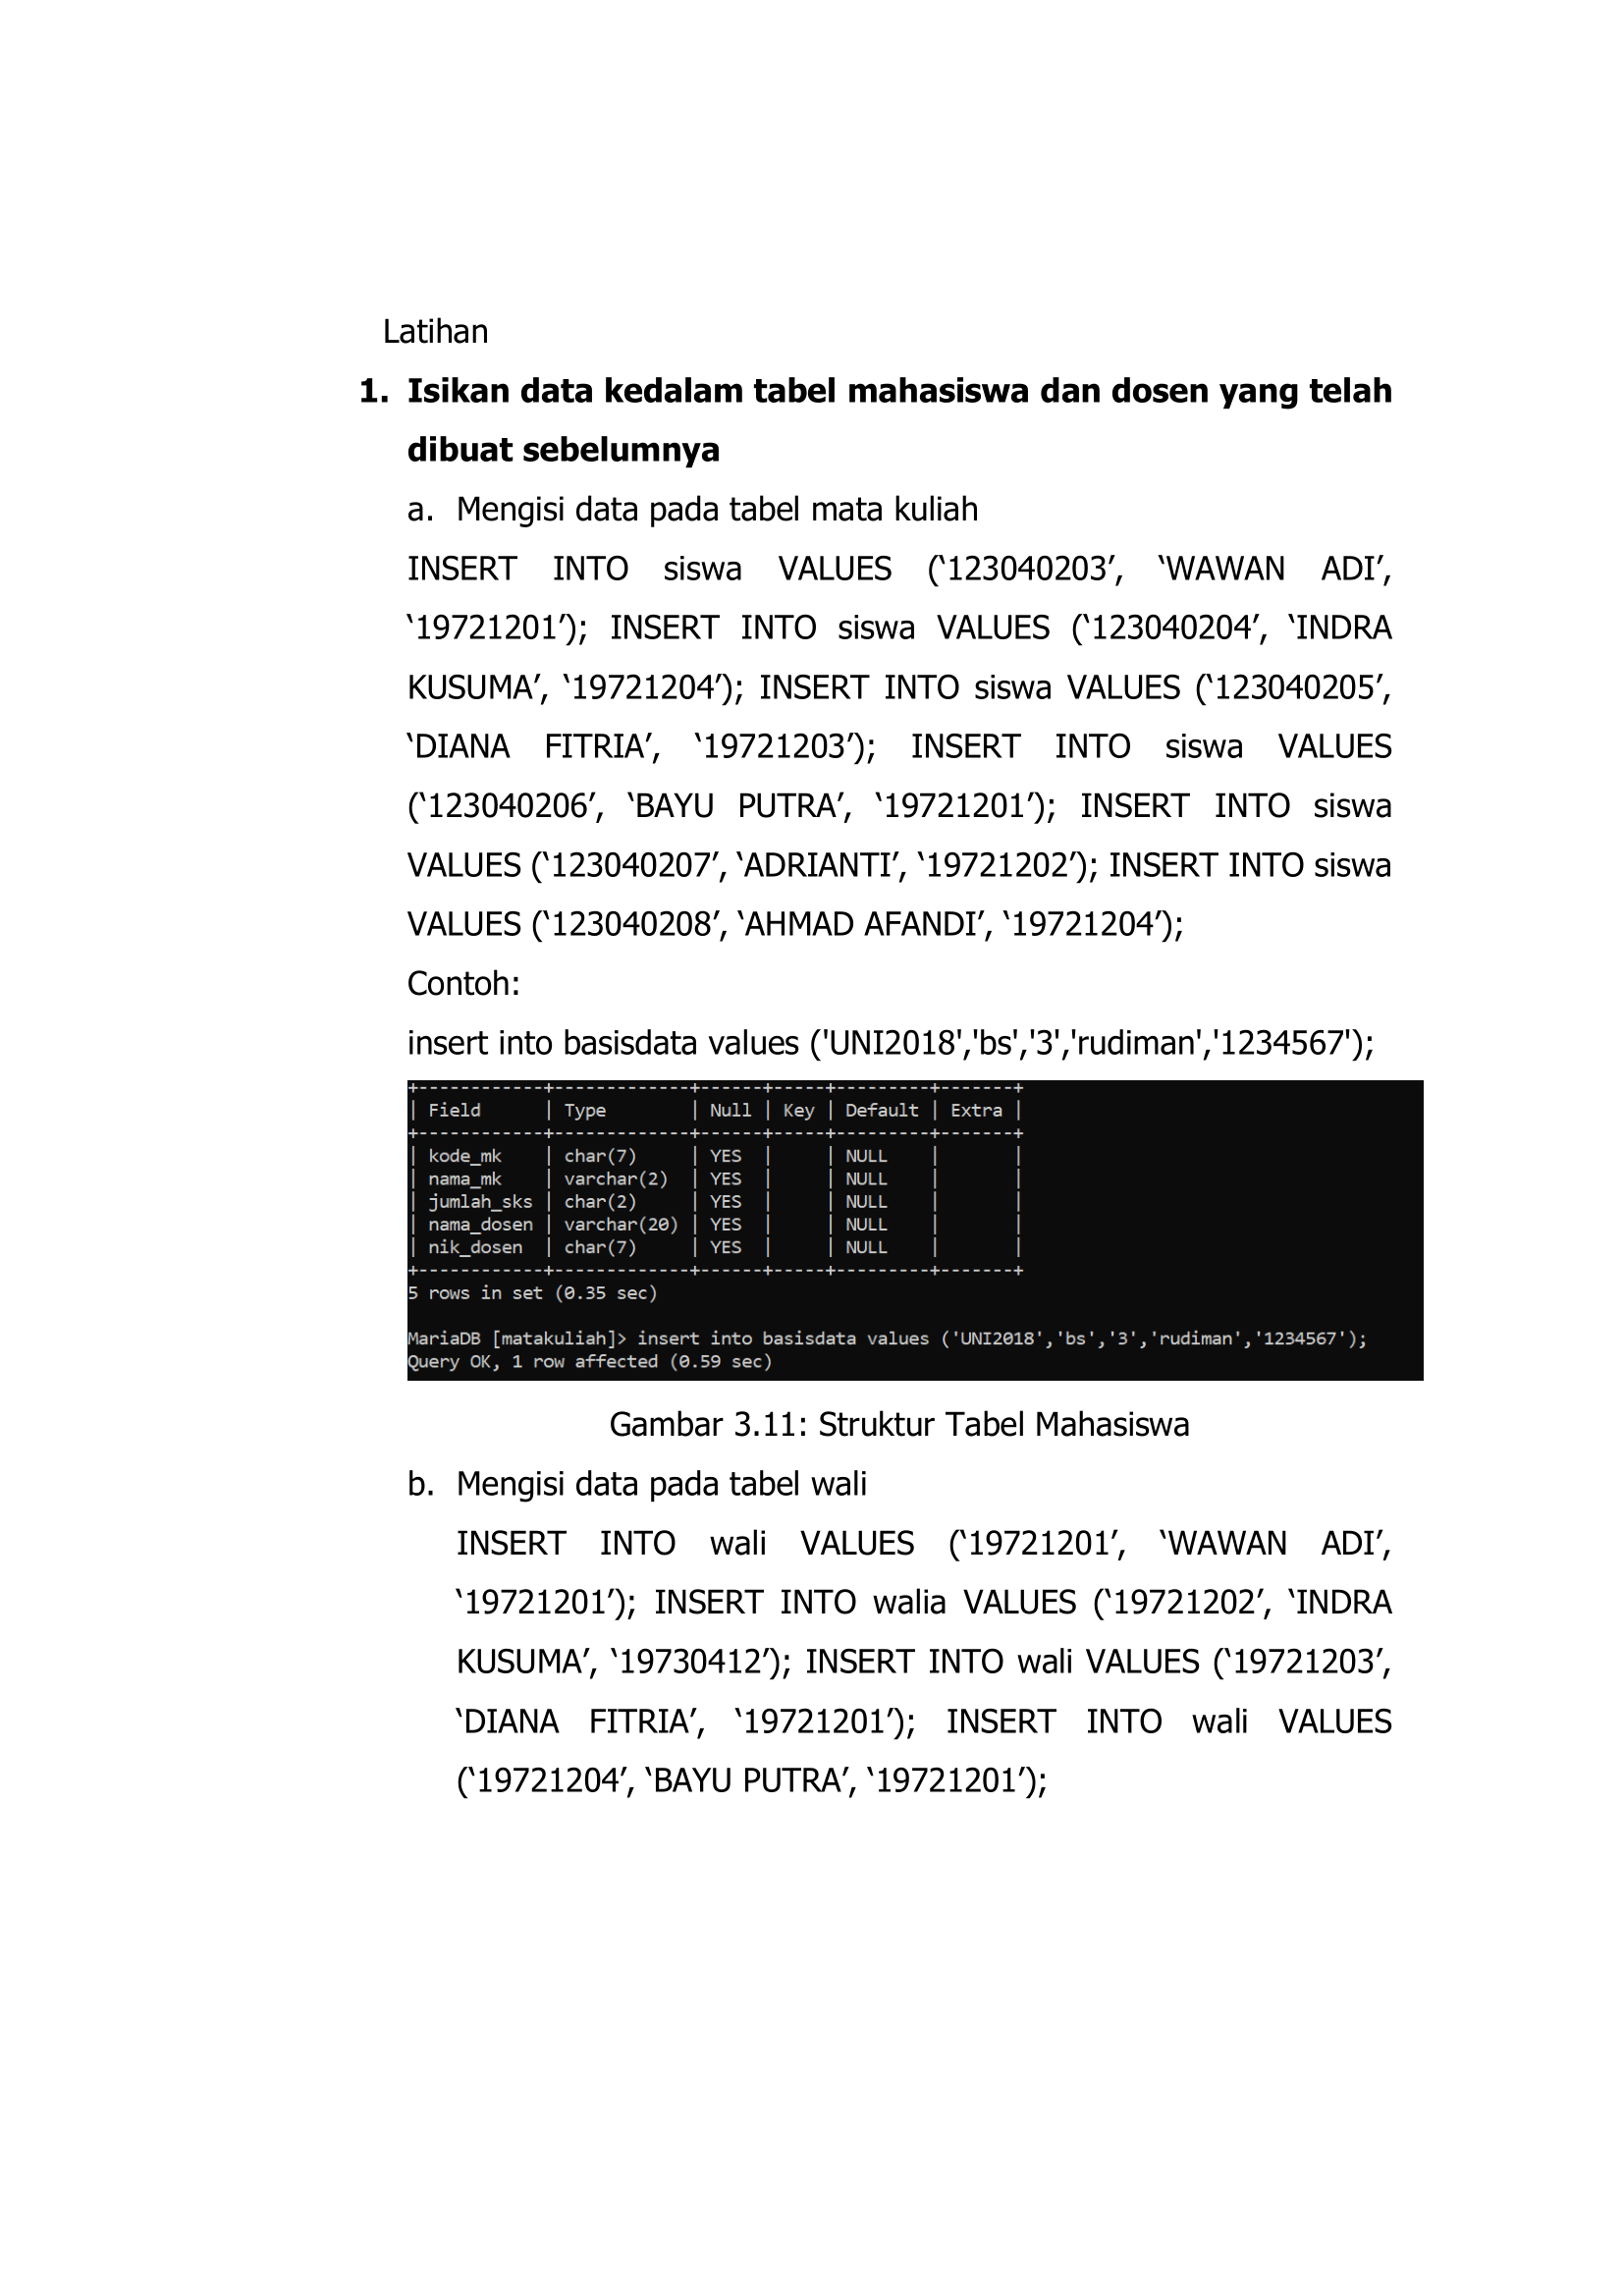 Latihan
1. Isikan data kedalam tabel mahasiswa dan dosen yang telah
dibuat sebelumnya
a. Mengisi data pada tabel mata kuliah
INSERT INTO siswa VALUES (‘123040203’, ‘WAWAN ADI’,
‘19721201’); INSERT INTO siswa VALUES (‘123040204’, ‘INDRA
KUSUMA’, ‘19721204’); INSERT INTO siswa VALUES (‘123040205’,
‘DIANA FITRIA’, ‘19721203’); INSERT INTO siswa VALUES
(‘123040206’, ‘BAYU PUTRA’, ‘19721201’); INSERT INTO siswa
VALUES (‘123040207’, ‘ADRIANTI’, ‘19721202’); INSERT INTO siswa
VALUES (‘123040208’, ‘AHMAD AFANDI’, ‘19721204’);
Contoh:
insert into basisdata values ('UNI2018','bs','3','rudiman','1234567');
+------------+-------------+------+-----+---------+-------+
| Field      | Type        | Null | Key | Default | Extra |
+------------+-------------+------+-----+---------+-------+
| kode_mk    | char(7)     | YES  |     | NULL    |       |
| nama_mk    | varchar(2)  | YES  |     | NULL    |       |
| jumlah_sks | char(2)     | YES  |     | NULL    |       |
| nama_dosen | varchar(20) | YES  |     | NULL    |       |
| nik_dosen  | char(7)     | YES  |     | NULL    |       |
+------------+-------------+------+-----+---------+-------+
5 rows in set (0.35 sec)
MariaDB [matakuliah]> insert into basisdata values ('UNI2018','bs','3','rudiman','1234567');
Query OK, 1 row affected (0.59 sec)
Gambar 3.11: Struktur Tabel Mahasiswa
b. Mengisi data pada tabel wali
INSERT INTO wali VALUES (‘19721201’, ‘WAWAN ADI’,
‘19721201’); INSERT INTO walia VALUES (‘19721202’, ‘INDRA
KUSUMA’, ‘19730412’); INSERT INTO wali VALUES (‘19721203’,
‘DIANA FITRIA’, ‘19721201’); INSERT INTO wali VALUES
(‘19721204’, ‘BAYU PUTRA’, ‘19721201’);